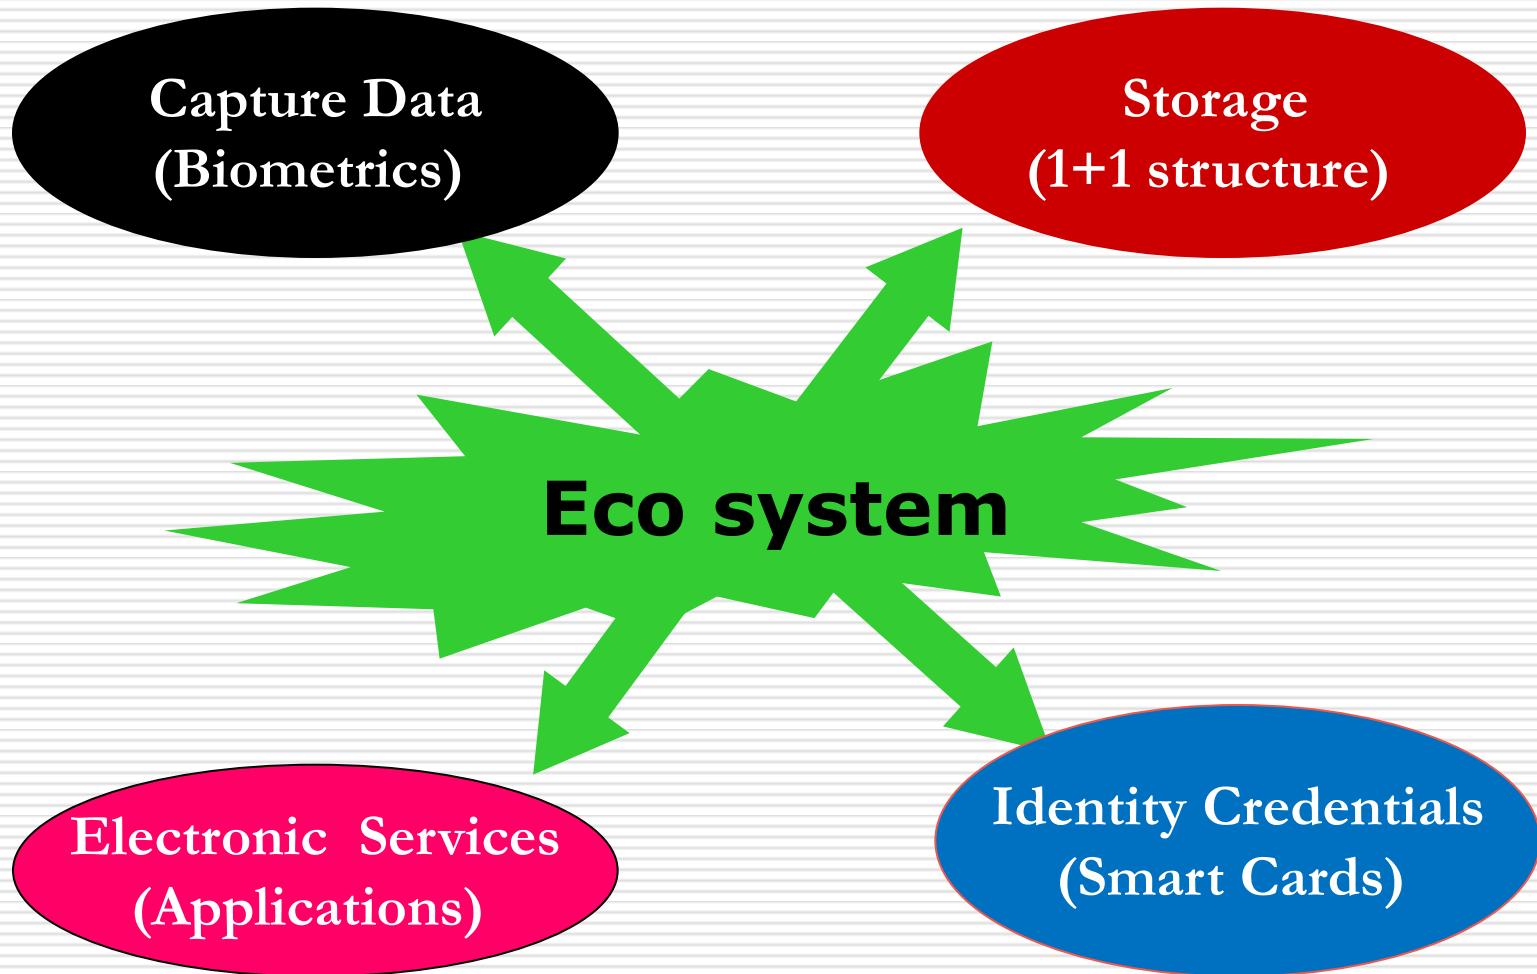 Capture Data
(Biometrics)
Storage
(1+1 structure)
Eco system
Electronic  Services
(Applications)
Identity Credentials
(Smart Cards)